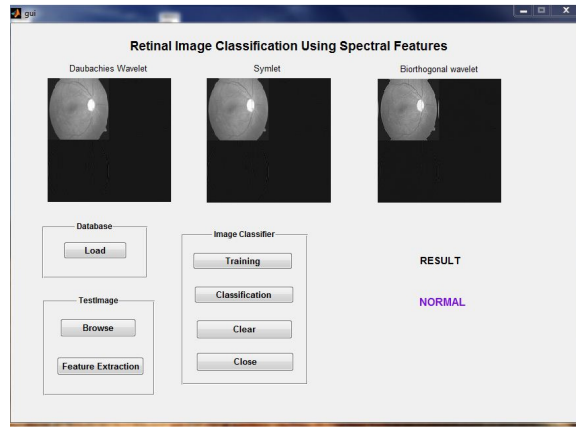 gui
Retinal Image Classification Using Spectral Features
Daubachies Wavelet
Symlet
Biorthogonal wavelet
Database
Load
TestImage
Browse
Feature Extraction
Image Classifier
Training
Classification
Clear
Close
RESULT
NORMAL